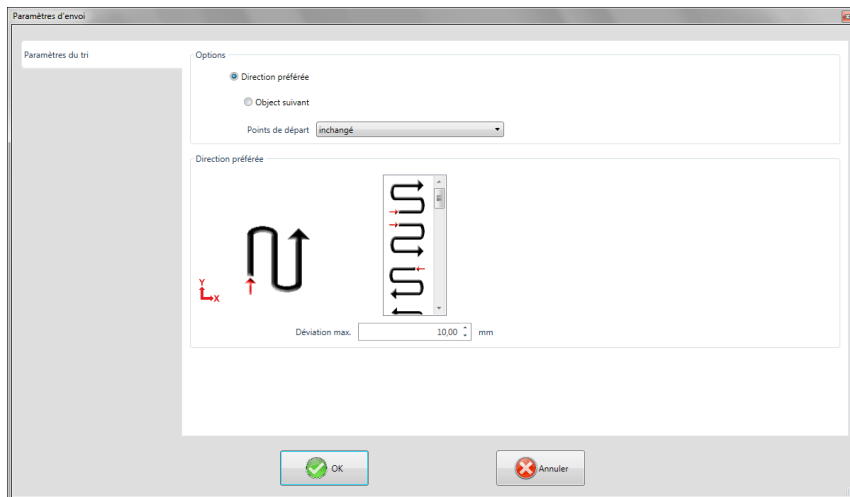 Paramètres d'envoi
Paramètres du tri
Options
Direction préférée
Object suivant
Points de départ inchangé
Direction préférée
Y
X
Déviation max. 10,00 mm
OK
Annuler